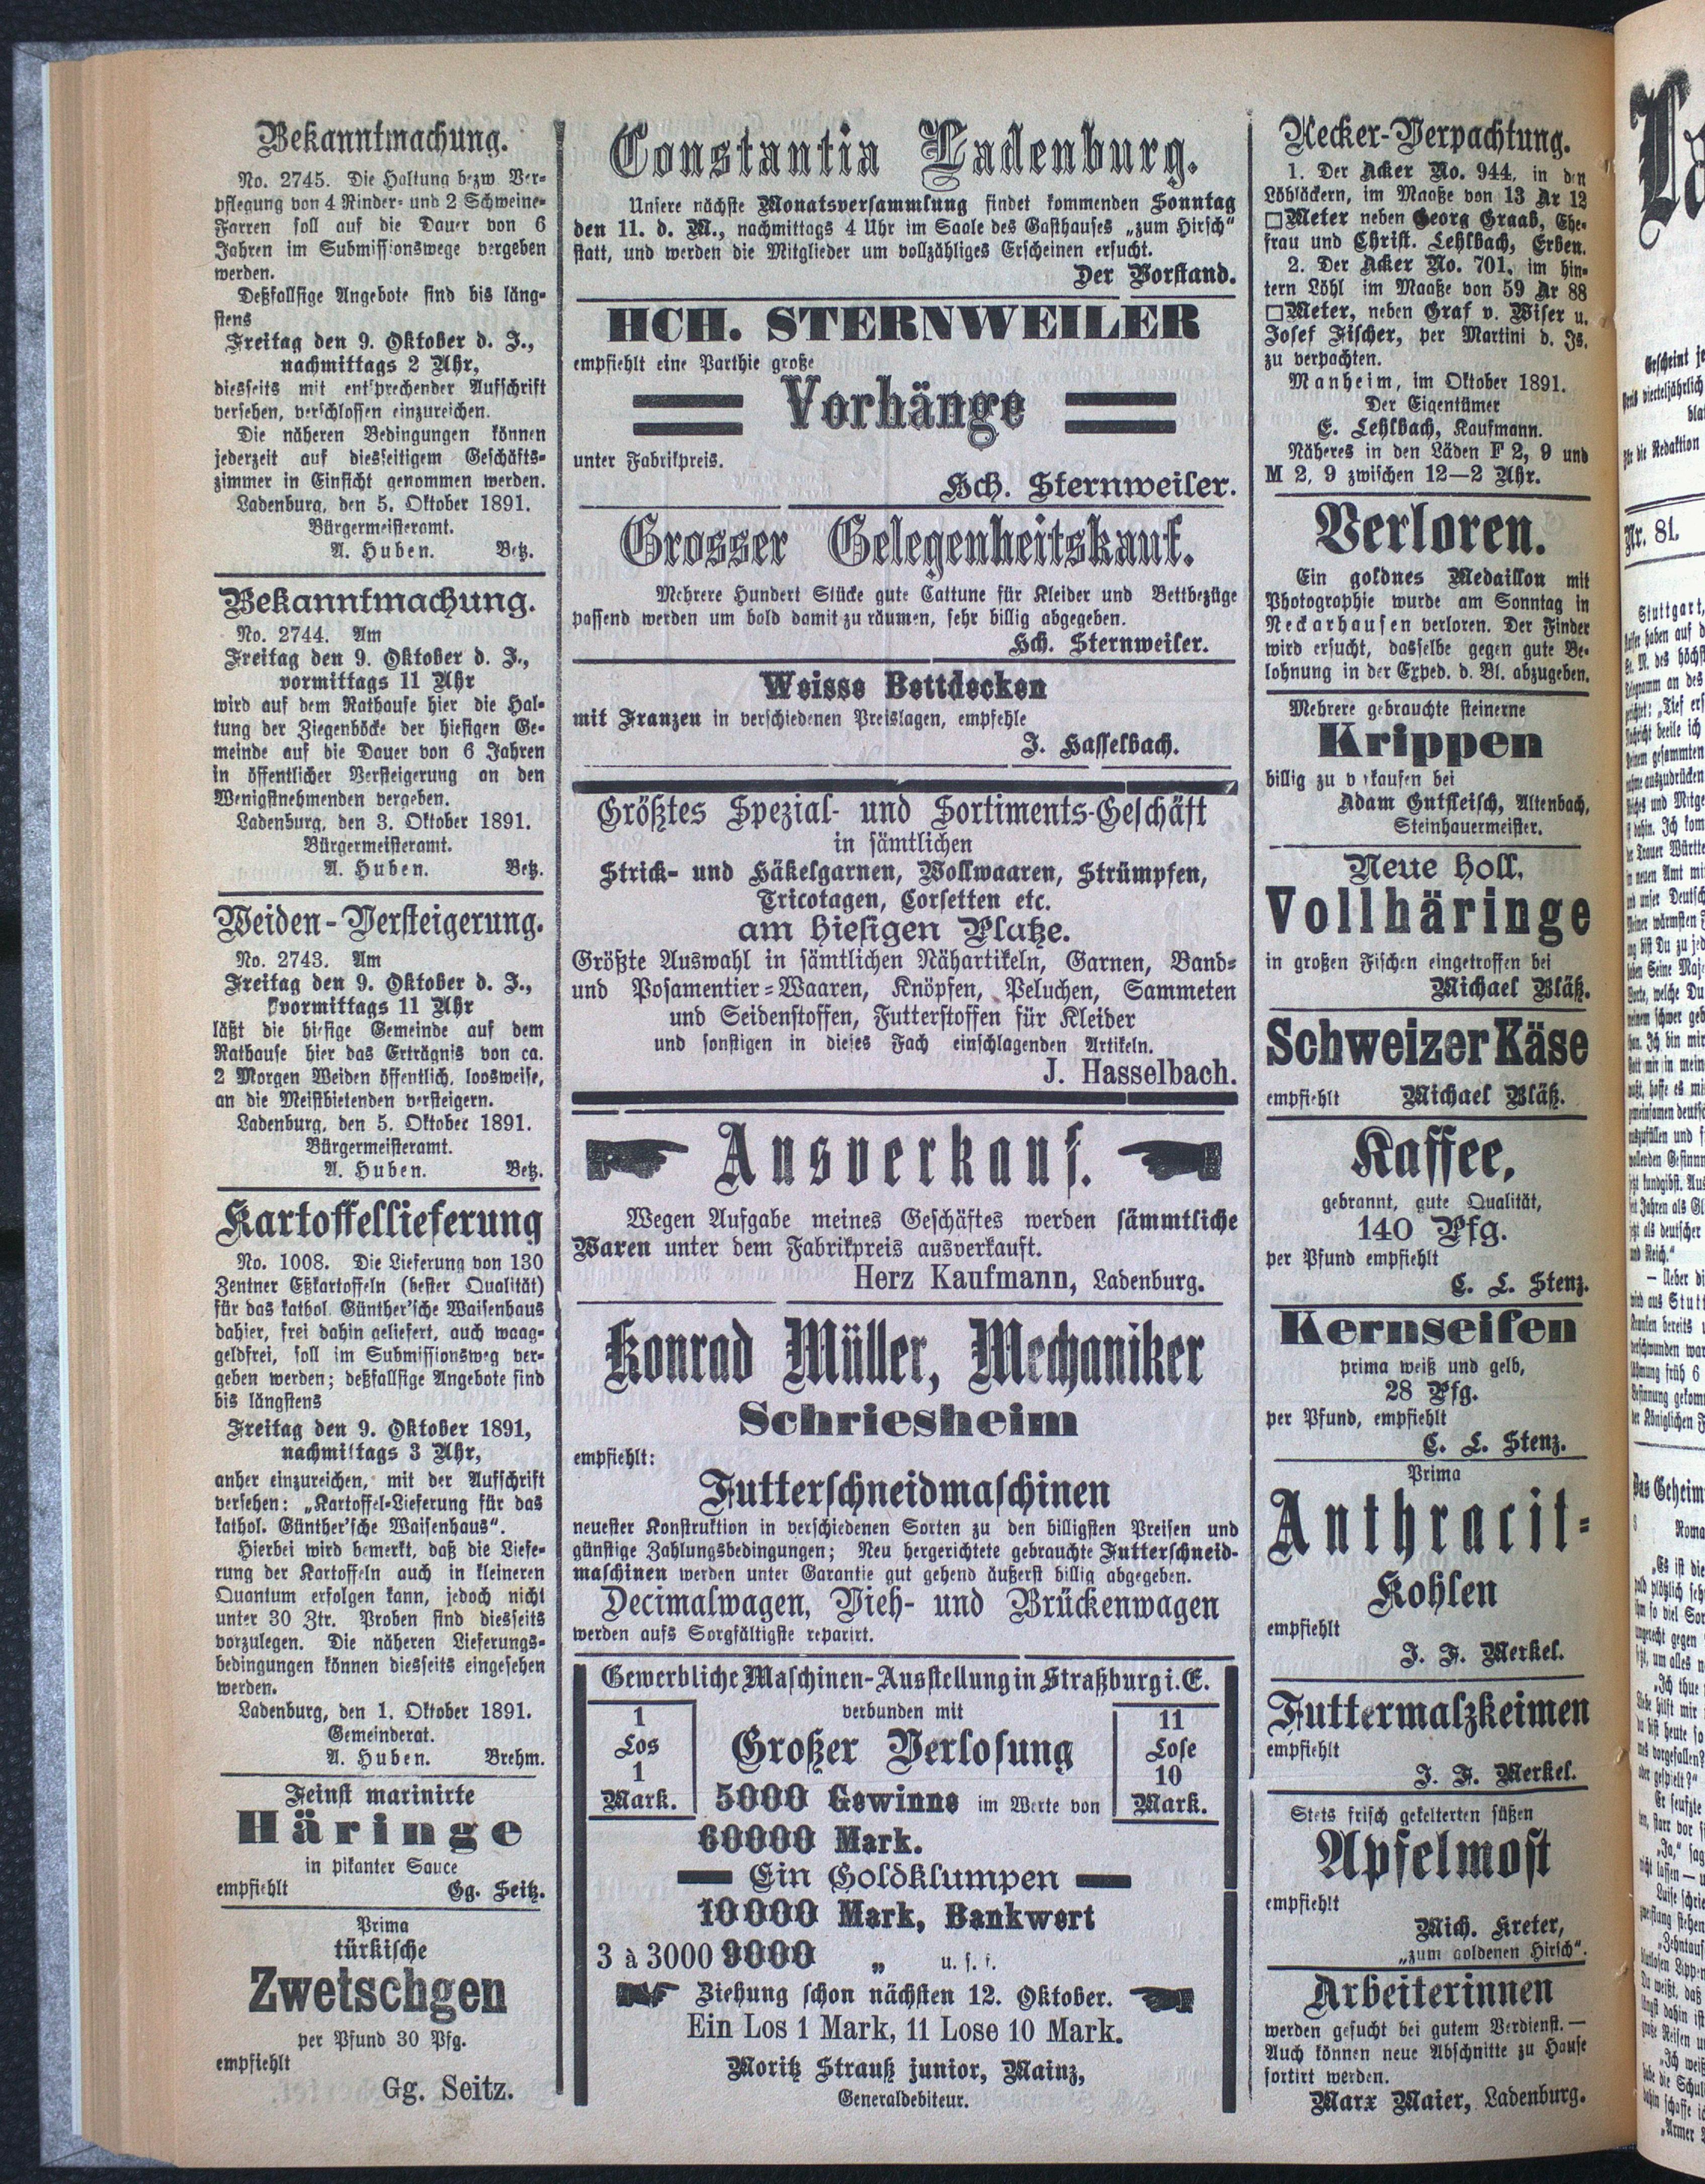 Bekanntmachung.
No. 2745. Die Haltung bezw. Ver-
pflegung von 4 Rinder- und 2 Schweine-
Farren soll auf die Dauer von 6
Jahren im Submissionswege vergeben
werden.
Deßfallsige Angebote sind bis läng-
stens
Freitag den 9. Oktober d. J.,
nachmittags 2 Uhr,
diesseits mit entsprechender Aufschrift
versehen, verschlossen einzureichen.
Die näheren Bedingungen können
jederzeit auf diesseitigem Geschäfts-
zimmer in Einsicht genommen werden.
Ladenburg, den 5. Oktober 1891.
Bürgermeisteramt.
A. Huben. Betz.
Bekanntmachung.
No. 2744. Am
Freitag den 9. Oktober d. J.,
vormittags 11 Uhr
wird auf dem Rathause hier die Hal-
tung der Ziegenböcke der hiesigen Ge-
meinde auf die Dauer von 6 Jahren
in öffentlicher Versteigerung an den
Wenigstnehmenden vergeben.
Ladenburg, den 3. Oktober 1891.
Bürgermeisteramt.
A. Huben. Betz.
Weiden-Versteigerung.
No. 2743. Am
Freitag den 9. Oktober d. J.,
vormittags 11 Uhr
läßt die hiesige Gemeinde auf dem
Rathause hier das Erträgnis von ca.
2 Morgen Weiden öffentlich, loosweise,
an die Meistbietenden versteigern.
Ladenburg, den 5. Oktober 1891.
Bürgermeisteramt.
A. Huben. Betz.
Kartoffellieferung
No. 1008. Die Lieferung von 130
Zentner Eßkartoffeln (bester Qualität)
für das kathol. Günther'sche Waisenhaus
dahier, frei dahin geliefert, auch waag-
geldfrei, soll im Submissionsweg ver-
geben werden; deßfallsige Angebote sind
bis längstens
Freitag den 9. Oktober 1891,
nachmittags 3 Uhr,
anher einzureichen, mit der Aufschrift
versehen: „Kartoffel-Lieferung für das
kathol. Günther'sche Waisenhaus“.
Hierbei wird bemerkt, daß die Liefe-
rung der Kartoffeln auch in kleineren
Quantum erfolgen kann, jedoch nicht
unter 30 Ztr. Proben sind diesseits
vorzulegen. Die näheren Lieferungs-
bedingungen können diesseits eingesehen
werden.
Ladenburg, den 1. Oktober 1891.
Gemeinderat.
A. Huben. Brehm.
Feinst marinirte
Häringe
in pikanter Sauce
empfiehlt Gg. Seitz.
Prima
türkische
Zwetschgen
per Pfund 30 Pfg.
empfiehlt
Gg. Seitz.
Constantia Ladenburg.
Unsere nächste Monatsversammlung findet kommenden Sonntag
den 11. d. M., nachmittags 4 Uhr im Saale des Gasthauses „zum Hirsch“
statt, und werden die Mitglieder um vollzähliges Erscheinen ersucht.
Der Vorstand.
HCH. STERNWEILER
empfiehlt eine Parthie große
Vorhänge
unter Fabrikpreis.
Hch. Sternweiler.
Grosser Gelegenheitskauf.
Mehrere Hundert Stücke gute Cattune für Kleider und Bettbezüge
passend werden um bald damit zu räumen, sehr billig abgegeben.
Hch. Sternweiler.
Weisse Bettdecken
mit Franzen in verschiedenen Preislagen, empfehle
J. Hasselbach.
Größtes Spezial- und Sortiments-Geschäft
in sämtlichen
Strick- und Häkelgarnen, Wollwaaren, Strümpfen,
Tricotagen, Corsetten etc.
am hiesigen Platze.
Größte Auswahl in sämtlichen Nähartikeln, Garnen, Band-
und Posamentier-Waaren, Knöpfen, Peluchen, Sammeten
und Seidenstoffen, Futterstoffen für Kleider
und sonstigen in dieses Fach einschlagenden Artikeln.
J. Hasselbach.
Ausverkauf.
Wegen Aufgabe meines Geschäftes werden sämmtliche
Waren unter dem Fabrikpreis ausverkauft.
Herz Kaufmann, Ladenburg.
Konrad Müller, Mechaniker
Schriesheim
empfiehlt:
Futterschneidmaschinen
neuester Konstruktion in verschiedenen Sorten zu den billigsten Preisen und
günstige Zahlungsbedingungen; Neu hergerichtete gebrauchte Futterschneid-
maschinen werden unter Garantie gut gehend äußerst billig abgegeben.
Decimalwagen, Vieh- und Brückenwagen
werden aufs Sorgfältigste reparirt.
Gewerbliche Maschinen-Ausstellung in Straßburg i. E.
verbunden mit
1
Los
1
Mark.
Großer Verlosung
5000 Gewinne im Werte von
11
Lose
10
Mark.
60000 Mark.
Ein Goldklumpen
10000 Mark, Bankwert
3 à 3000 9000 „ u. s. f.
Ziehung schon nächsten 12. Oktober.
Ein Los 1 Mark, 11 Lose 10 Mark.
Moritz Strauß junior, Mainz,
Generaldebiteur.
Aecker-Verpachtung.
1. Der Acker No. 944, in den
Löhläckern, im Maaße von 13 Ar 12
□Meter neben Georg Graab, Ehe-
frau und Christ. Lehlbach, Erben.
2. Der Acker No. 701, im hin-
tern Löhl im Maaße von 59 Ar 88
□Meter, neben Graf v. Wiser u.
Josef Fischer, per Martini d. Js.
zu verpachten.
Manheim, im Oktober 1891.
Der Eigentümer
E. Lehlbach, Kaufmann.
Näheres in den Läden F 2, 9 und
M 2, 9 zwischen 12—2 Uhr.
Verloren.
Ein goldnes Medaillon mit
Photographie wurde am Sonntag in
Neckarhausen verloren. Der Finder
wird ersucht, dasselbe gegen gute Be-
lohnung in der Exped. d. Bl. abzugeben.
Mehrere gebrauchte steinerne
Krippen
billig zu verkaufen bei
Adam Gutfleisch, Altenbach,
Steinhauermeister.
Neue holl.
Vollhäringe
in großen Fischen eingetroffen bei
Michael Bläß.
Schweizer Käse
empfiehlt Michael Bläß.
Kaffee,
gebrannt, gute Qualität,
140 Pfg.
per Pfund empfiehlt
C. L. Stenz.
Kernseifen
prima weiß und gelb,
28 Pfg.
per Pfund, empfiehlt
C. L. Stenz.
Prima
Anthracit-
Kohlen
empfiehlt
J. F. Merkel.
Futtermalzkeimen
empfiehlt
J. F. Merkel.
Stets frisch gekelterten süßen
Apfelmost
empfiehlt
Mich. Kreter,
„zum goldenen Hirsch“.
Arbeiterinnen
werden gesucht bei gutem Verdienst. —
Auch können neue Abschnitte zu Hause
sortirt werden.
Marx Maier, Ladenburg.
La
Erscheint
vierteljährlich
die Redaktion
Nr. 81.
Stuttgart,